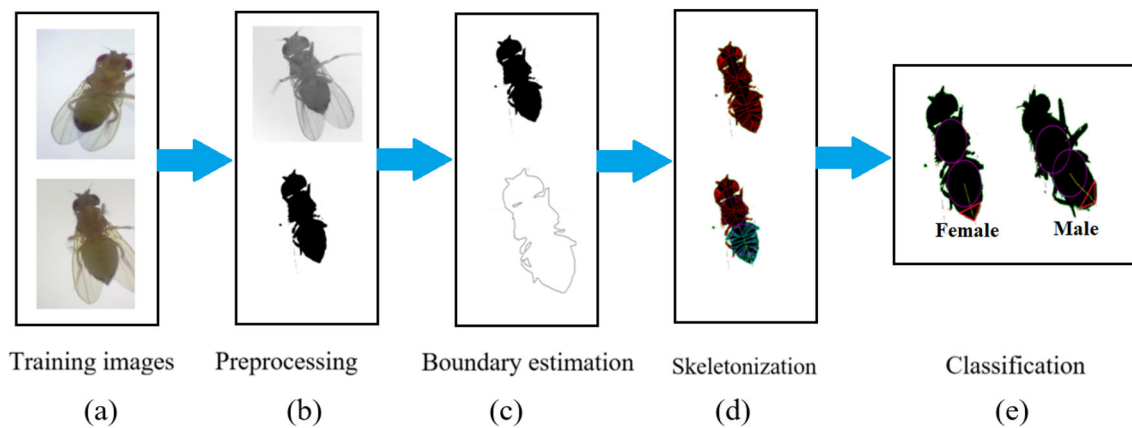 Female Male
Training images Preprocessing Boundary estimation Skeletonization Classification
(a) (b) (c) (d) (e)